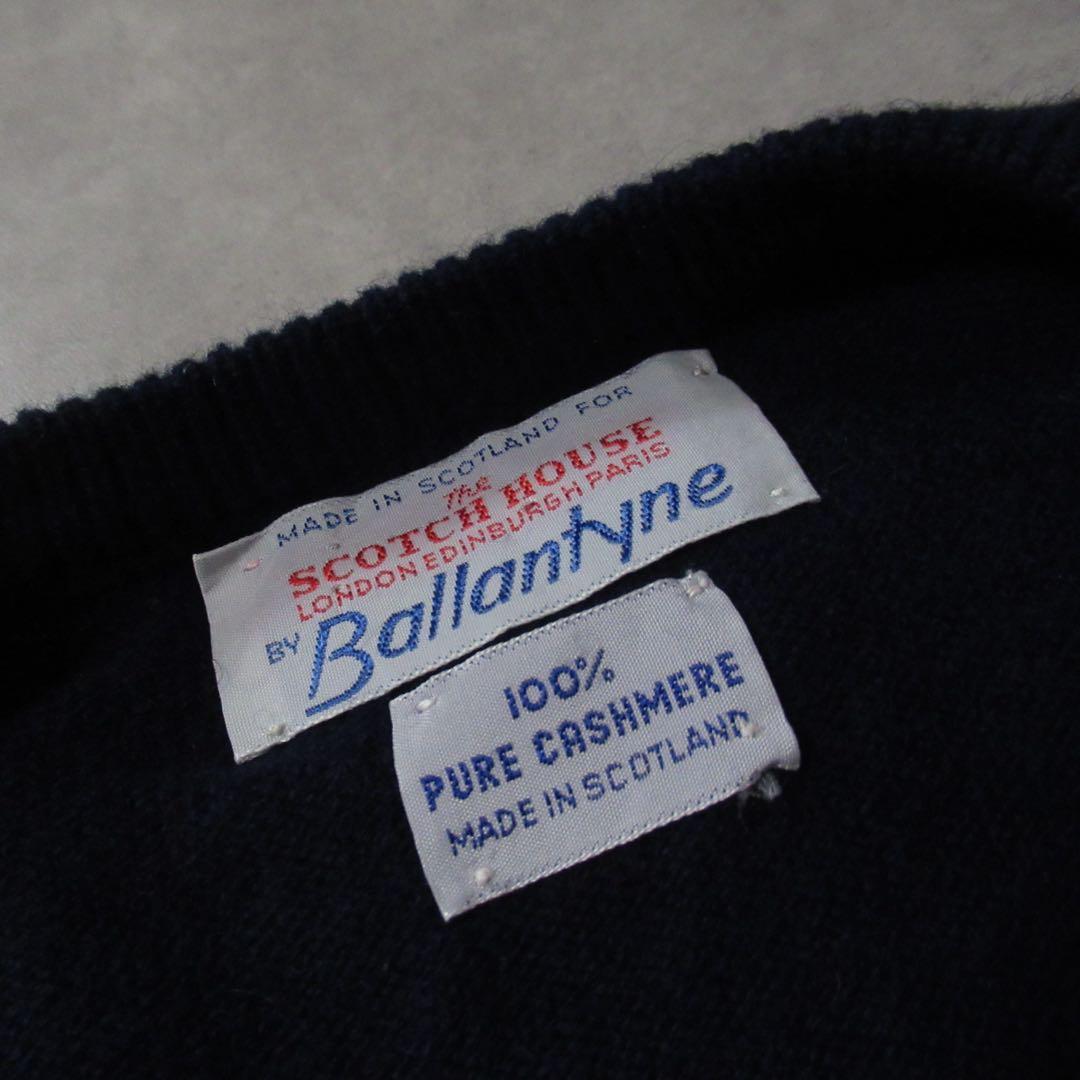 MADE IN SCOTLAND FOR
The
SCOTCH HOUSE
LONDON EDINBURGH PARIS
BY Ballantyne
100%
PURE CASHMERE
MADE IN SCOTLAND